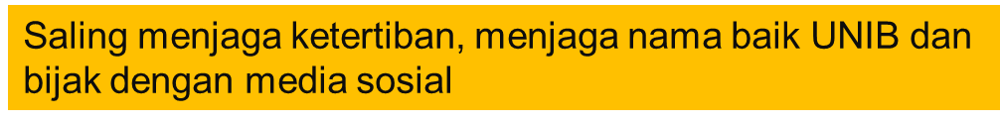 Saling menjaga ketertiban, menjaga nama baik UNIB dan
bijak dengan media sosial